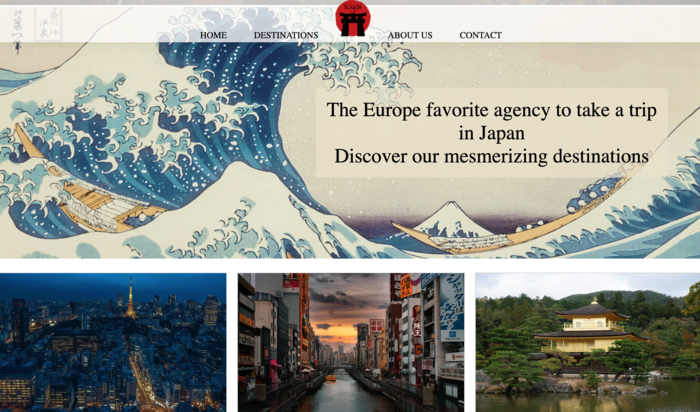 HOME DESTINATIONS ABOUT US CONTACT
The Europe favorite agency to take a trip
in Japan
Discover our mesmerizing destinations